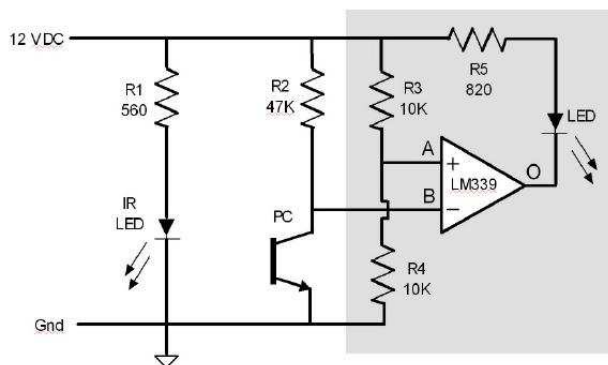 12 VDC
R1
560
R2
47K
R3
10K
R5
820
LED
A
+
LM339
O
B
−
IR
LED
PC
R4
10K
Gnd